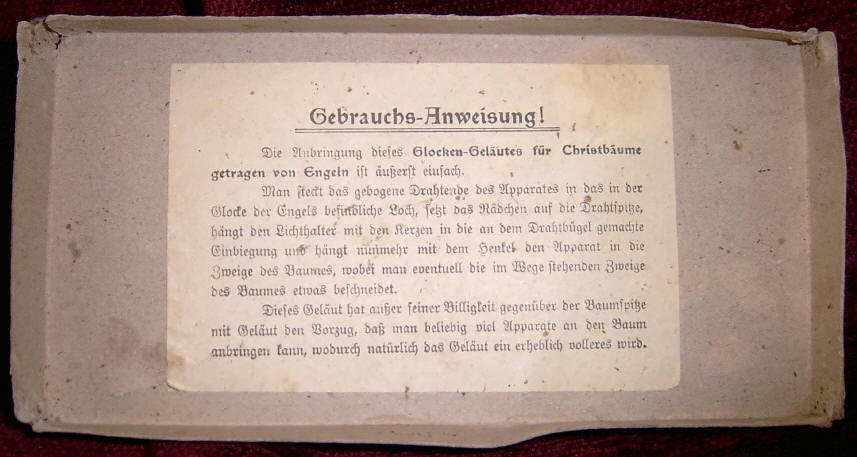 Gebrauchs-Anweisung!
Die Anbringung dieses Glocken-Geläutes für Christbäume
getragen von Engeln ist äußerst eiufach.
Man steckt das gebogene Drahtende des Apparates in das in der
Glocke der Engels befindliche Loch, setzt das Rädchen auf die Drahtspitze,
hängt den Lichthalter mit den Kerzen in die an dem Drahtbügel gemachte
Einbiegung und hängt nunmehr mit dem Henkel den Apparat in die
Zweige des Baumes, wobei man eventuell die im Wege stehenden Zweige
des Baumes etwas beschneidet.
Dieses Geläut hat außer seiner Billigkeit gegenüber der Baumspitze
mit Geläut den Vorzug, daß man beliebig viel Apparate an den Baum
anbringen kann, wodurch natürlich das Geläut ein erheblich volleres wird.